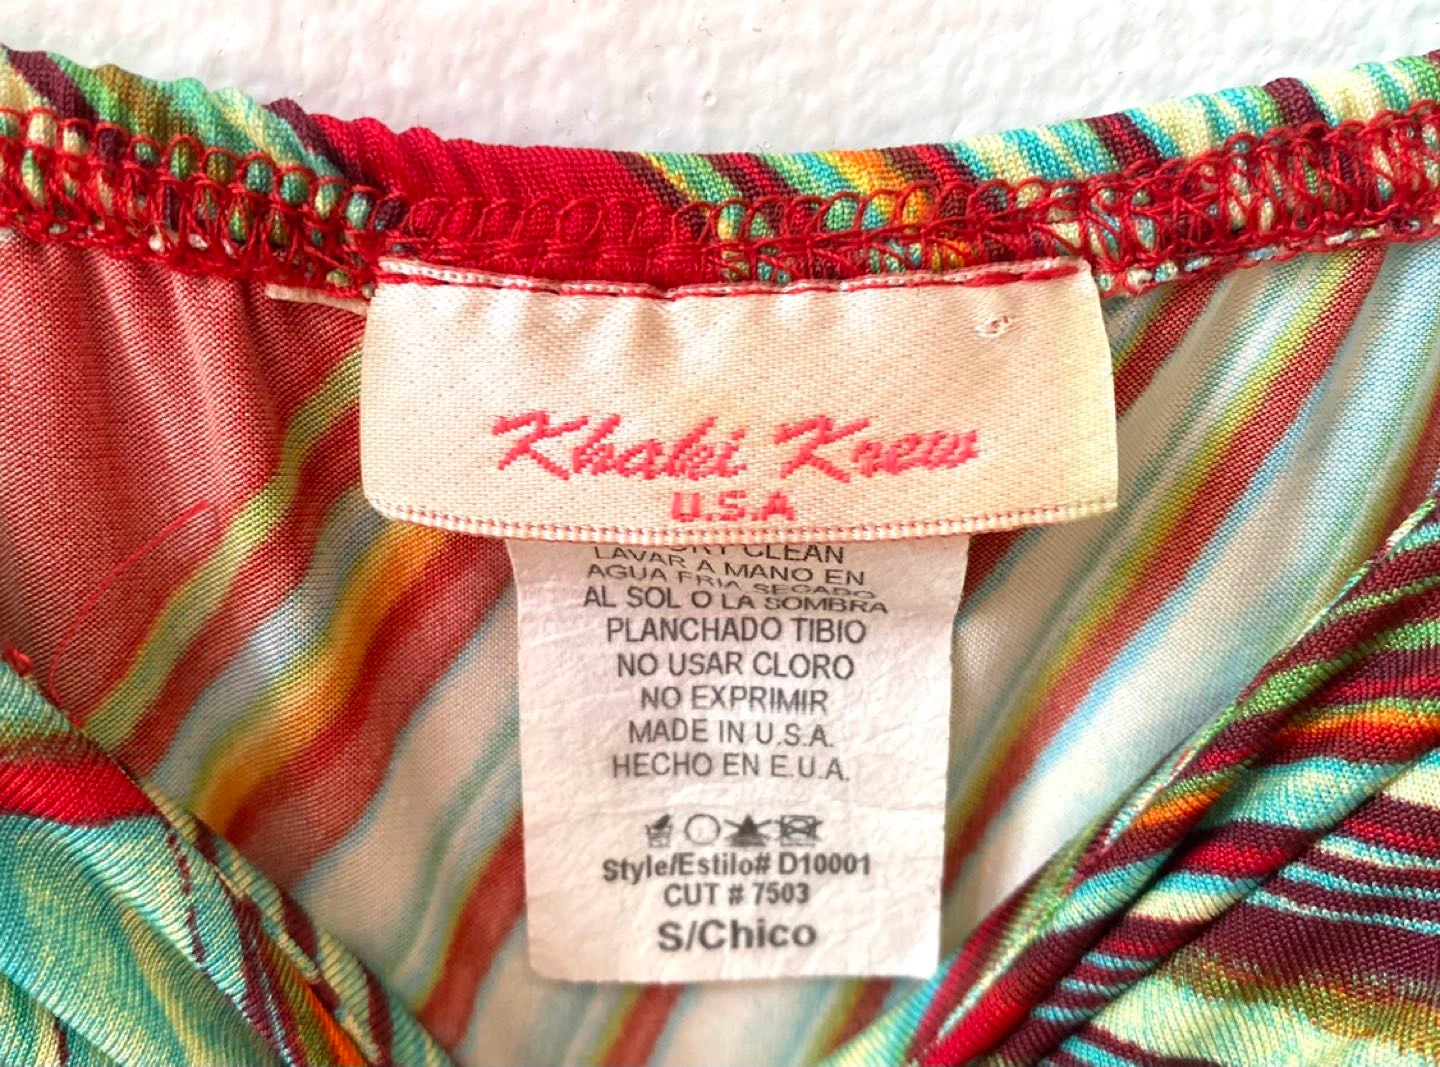 Khaki Krew
U.S.A
DRY CLEAN
LAVAR A MANO EN
AGUA FRIA SECADO
AL SOL O LA SOMBRA
PLANCHADO TIBIO
NO USAR CLORO
NO EXPRIMIR
MADE IN U.S.A.
HECHO EN E.U.A.
Style/Estilo# D10001
CUT # 7503
S/Chico